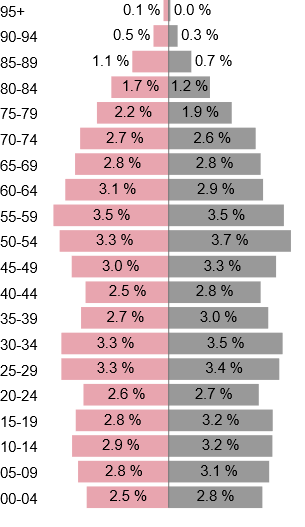 95+ 0.1 % 0.0 %
90-94 0.5 % 0.3 %
85-89 1.1 % 0.7 %
80-84 1.7 % 1.2 %
75-79 2.2 % 1.9 %
70-74 2.7 % 2.6 %
65-69 2.8 % 2.8 %
60-64 3.1 % 2.9 %
55-59 3.5 % 3.5 %
50-54 3.3 % 3.7 %
45-49 3.0 % 3.3 %
40-44 2.5 % 2.8 %
35-39 2.7 % 3.0 %
30-34 3.3 % 3.5 %
25-29 3.3 % 3.4 %
20-24 2.6 % 2.7 %
15-19 2.8 % 3.2 %
10-14 2.9 % 3.2 %
05-09 2.8 % 3.1 %
00-04 2.5 % 2.8 %